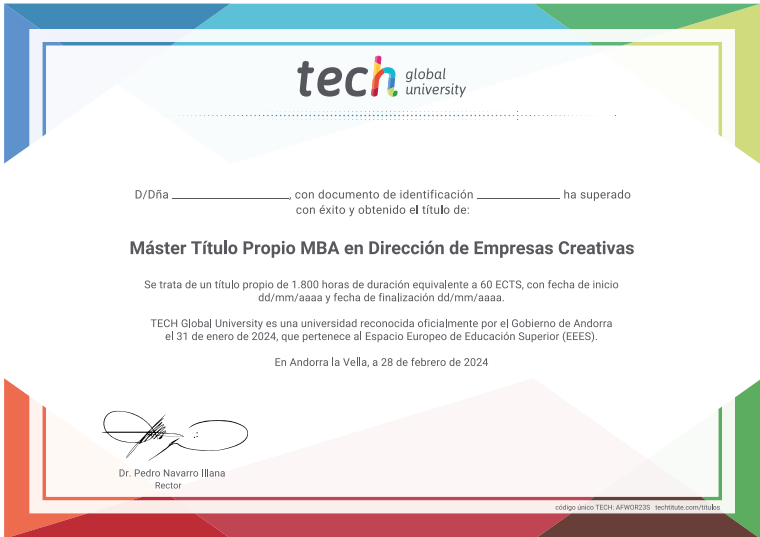 tech global university
D/Dña ____________________, con documento de identificación ______________ ha superado
con éxito y obtenido el título de:
Máster Título Propio MBA en Dirección de Empresas Creativas
Se trata de un título propio de 1.800 horas de duración equivalente a 60 ECTS, con fecha de inicio
dd/mm/aaaa y fecha de finalización dd/mm/aaaa.
TECH Global University es una universidad reconocida oficialmente por el Gobierno de Andorra
el 31 de enero de 2024, que pertenece al Espacio Europeo de Educación Superior (EEES).
En Andorra la Vella, a 28 de febrero de 2024
Dr. Pedro Navarro Illana
Rector
código único TECH: AFWOR23S techtitute.com/titulos